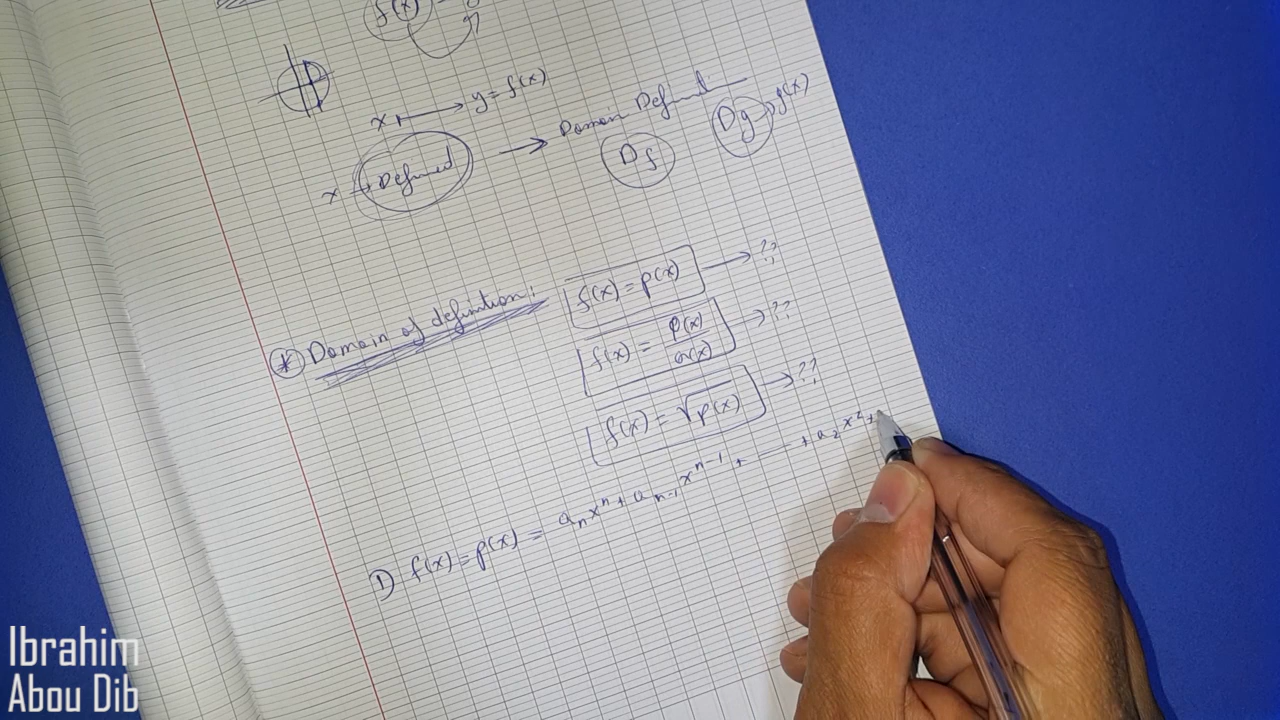 f(x) =
x ⟼ y = f(x)
x → Defined → Domain Defined
Df Dg → g(x)
* Domain of definition:
f(x) = p(x) → ??
f(x) = P(x)/Q(x) → ??
f(x) = √p(x) → ??
1) f(x) = p(x) = aₙxⁿ + aₙ₋₁xⁿ⁻¹ + —— + a₂x² +
Ibrahim
Abou Dib